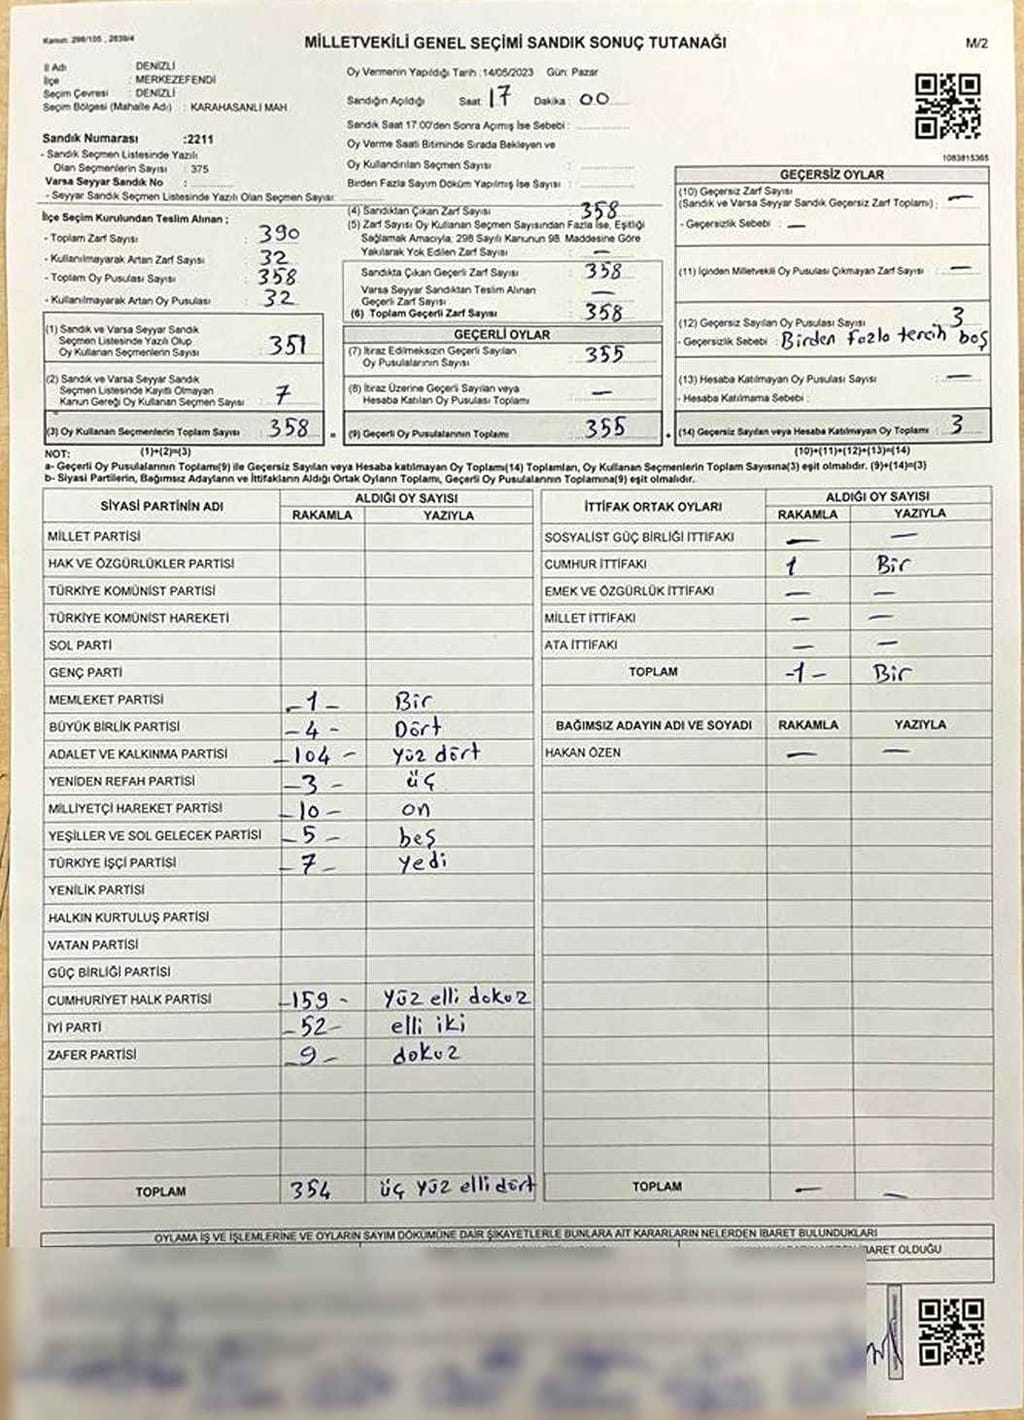 Kanun: 298/105 , 2839/4
MİLLETVEKİLİ GENEL SEÇİMİ SANDIK SONUÇ TUTANAĞI
M/2
İl Adı : DENİZLİ
İlçe : MERKEZEFENDİ
Seçim Çevresi : DENİZLİ
Seçim Bölgesi (Mahalle Adı) : KARAHASANLI MAH.
Sandık Numarası :2211
- Sandık Seçmen Listesinde Yazılı
Olan Seçmenlerin Sayısı : 375
Varsa Seyyar Sandık No :
- Seyyar Sandık Seçmen Listesinde Yazılı Olan Seçmen Sayısı:
Oy Vermenin Yapıldığı Tarih :14/05/2023 Gün: Pazar
Sandığın Açıldığı Saat 17 Dakika : 00
Sandık Saat 17:00'den Sonra Açmış İse Sebebi :
Oy Verme Saati Bitiminde Sırada Bekleyen ve
Oy Kullandırılan Seçmen Sayısı :
Birden Fazla Sayım Döküm Yapılmış İse Sayısı :
1083815365
İlçe Seçim Kurulundan Teslim Alınan ;
- Toplam Zarf Sayısı : 390
- Kullanılmayarak Artan Zarf Sayısı : 32
- Toplam Oy Pusulası Sayısı : 358
- Kullanılmayarak Artan Oy Pusulası : 32
(1) Sandık ve Varsa Seyyar Sandık
Seçmen Listesinde Yazılı Olup
Oy Kullanan Seçmenlerin Sayısı : 351
(2) Sandık ve Varsa Seyyar Sandık
Seçmen Listesinde Kayıtlı Olmayan
Kanun Gereği Oy Kullanan Seçmen Sayısı : 7
(3) Oy Kullanan Seçmenlerin Toplam Sayısı : 358 =
(4) Sandıktan Çıkan Zarf Sayısı : 358
(5) Zarf Sayısı Oy Kullanan Seçmen Sayısından Fazla İse, Eşitliği
Sağlamak Amacıyla, 298 Sayılı Kanunun 98. Maddesine Göre
Yakılarak Yok Edilen Zarf Sayısı : —
Sandıkta Çıkan Geçerli Zarf Sayısı : 358
Varsa Seyyar Sandıktan Teslim Alınan
Geçerli Zarf Sayısı : —
(6) Toplam Geçerli Zarf Sayısı : 358
GEÇERLİ OYLAR
(7) İtiraz Edilmeksizin Geçerli Sayılan
Oy Pusulalarının Sayısı : 355
(8) İtiraz Üzerine Geçerli Sayılan veya
Hesaba Katılan Oy Pusulası Toplamı : —
(9) Geçerli Oy Pusulalarının Toplamı : 355 +
GEÇERSİZ OYLAR
(10) Geçersiz Zarf Sayısı
(Sandık ve Varsa Seyyar Sandık Geçersiz Zarf Toplamı) : —
- Geçersizlik Sebebi : —
(11) İçinden Milletvekili Oy Pusulası Çıkmayan Zarf Sayısı : —
(12) Geçersiz Sayılan Oy Pusulası Sayısı : 3
- Geçersizlik Sebebi : Birden fazla tercih boş
(13) Hesaba Katılmayan Oy Pusulası Sayısı : —
- Hesaba Katılmama Sebebi :
(14) Geçersiz Sayılan veya Hesaba Katılmayan Oy Toplamı : 3
NOT: (1)+(2)=(3) (10)+(11)+(12)+(13)=(14)
a- Geçerli Oy Pusulalarının Toplamı(9) ile Geçersiz Sayılan veya Hesaba katılmayan Oy Toplamı(14) Toplamları, Oy Kullanan Seçmenlerin Toplam Sayısına(3) eşit olmalıdır. (9)+(14)=(3)
b- Siyasi Partilerin, Bağımsız Adayların ve İttifakların Aldığı Ortak Oyların Toplamı, Geçerli Oy Pusulalarının Toplamına(9) eşit olmalıdır.
SİYASİ PARTİNİN ADI ALDIĞI OY SAYISI
RAKAMLA YAZIYLA
MİLLET PARTİSİ
HAK VE ÖZGÜRLÜKLER PARTİSİ
TÜRKİYE KOMÜNİST PARTİSİ
TÜRKİYE KOMÜNİST HAREKETİ
SOL PARTİ
GENÇ PARTİ
MEMLEKET PARTİSİ -1- Bir
BÜYÜK BİRLİK PARTİSİ -4- Dört
ADALET VE KALKINMA PARTİSİ -104- Yüz dört
YENİDEN REFAH PARTİSİ -3- üç
MİLLİYETÇİ HAREKET PARTİSİ -10- on
YEŞİLLER VE SOL GELECEK PARTİSİ -5- beş
TÜRKİYE İŞÇİ PARTİSİ -7- yedi
YENİLİK PARTİSİ
HALKIN KURTULUŞ PARTİSİ
VATAN PARTİSİ
GÜÇ BİRLİĞİ PARTİSİ
CUMHURİYET HALK PARTİSİ -159- yüz elli dokuz
İYİ PARTİ -52- elli iki
ZAFER PARTİSİ -9- dokuz
TOPLAM 354 üç yüz elli dört
İTTİFAK ORTAK OYLARI ALDIĞI OY SAYISI
RAKAMLA YAZIYLA
SOSYALİST GÜÇ BİRLİĞİ İTTİFAKI — —
CUMHUR İTTİFAKI 1 Bir
EMEK VE ÖZGÜRLÜK İTTİFAKI — —
MİLLET İTTİFAKI — —
ATA İTTİFAKI — —
TOPLAM -1- Bir
BAĞIMSIZ ADAYIN ADI VE SOYADI RAKAMLA YAZIYLA
HAKAN ÖZEN — —
TOPLAM — —
OYLAMA İŞ VE İŞLEMLERİNE VE OYLARIN SAYIM DÖKÜMÜNE DAİR ŞİKAYETLERLE BUNLARA AİT KARARLARIN NELERDEN İBARET BULUNDUKLARI
BARET OLDUĞU